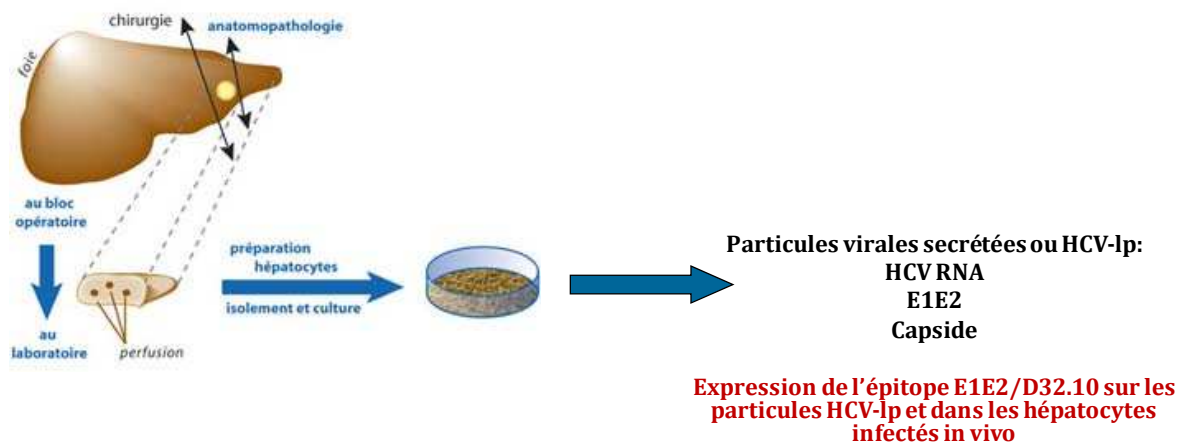 chirurgie
anatomopathologie
foie
au bloc
opératoire
préparation
hépatocytes
isolement et culture
au
laboratoire
perfusion
Particules virales secrétées ou HCV-lp:
HCV RNA
E1E2
Capside
Expression de l'épitope E1E2/D32.10 sur les
particules HCV-lp et dans les hépatocytes
infectés in vivo